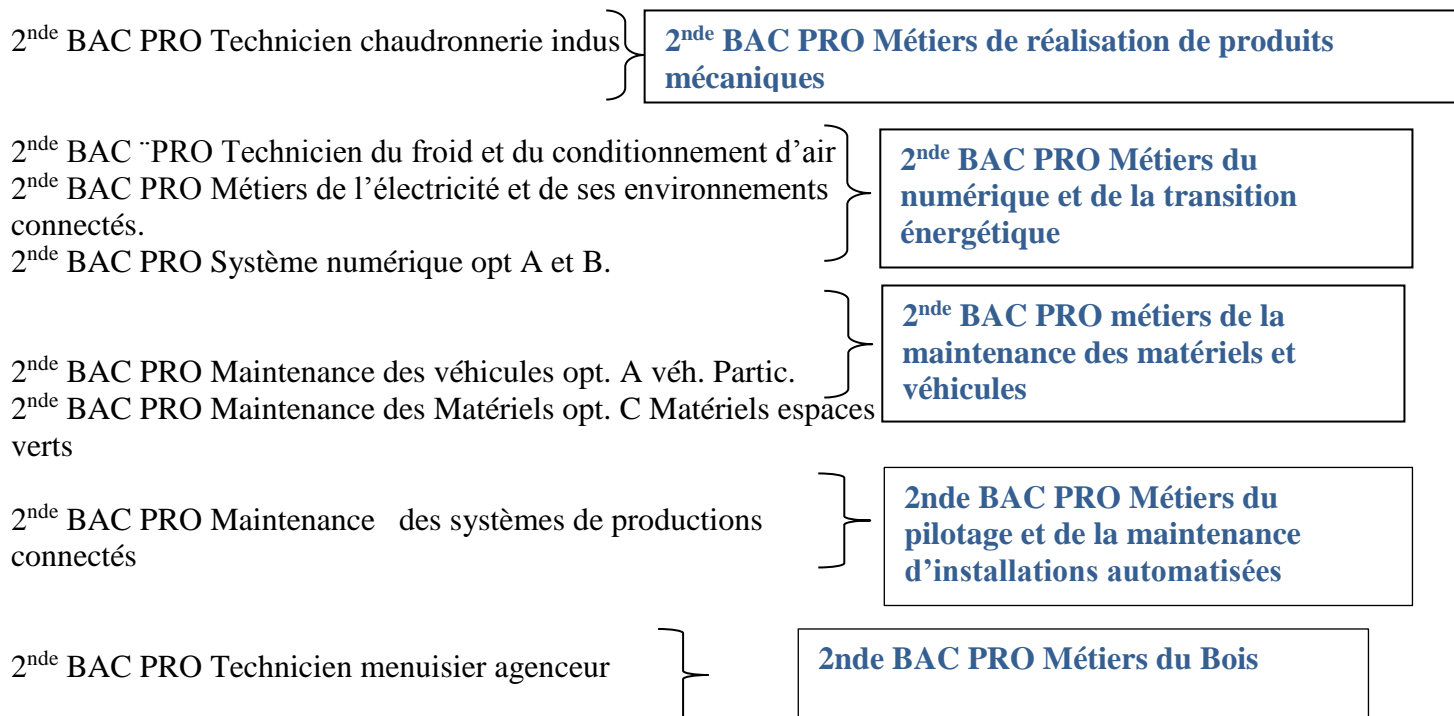 2nde BAC PRO Technicien chaudronnerie indus
2nde BAC PRO Métiers de réalisation de produits
mécaniques
2nde BAC ¨PRO Technicien du froid et du conditionnement d’air
2nde BAC PRO Métiers de l’électricité et de ses environnements
connectés.
2nde BAC PRO Système numérique opt A et B.
2nde BAC PRO Métiers du
numérique et de la transition
énergétique
2nde BAC PRO Maintenance des véhicules opt. A véh. Partic.
2nde BAC PRO Maintenance des Matériels opt. C Matériels espaces
verts
2nde BAC PRO métiers de la
maintenance des matériels et
véhicules
2nde BAC PRO Maintenance des systèmes de productions
connectés
2nde BAC PRO Métiers du
pilotage et de la maintenance
d’installations automatisées
2nde BAC PRO Technicien menuisier agenceur
2nde BAC PRO Métiers du Bois